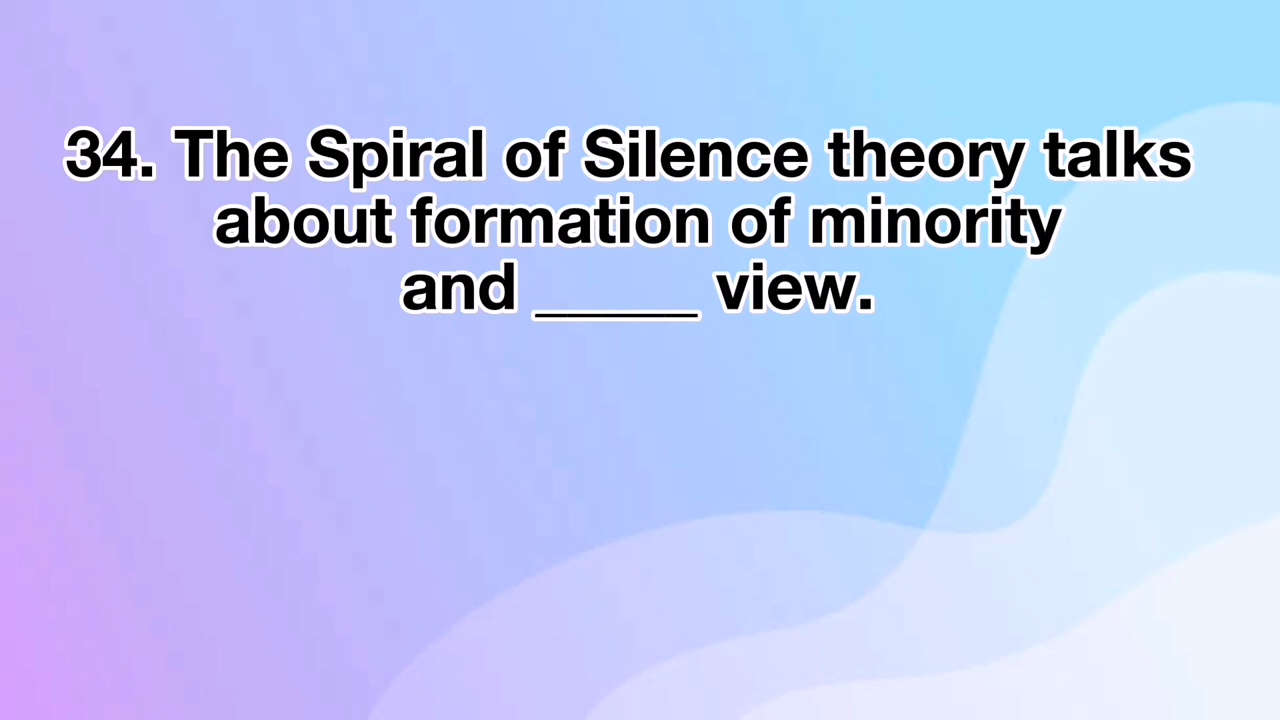 34. The Spiral of Silence theory talks
about formation of minority
and _____ view.